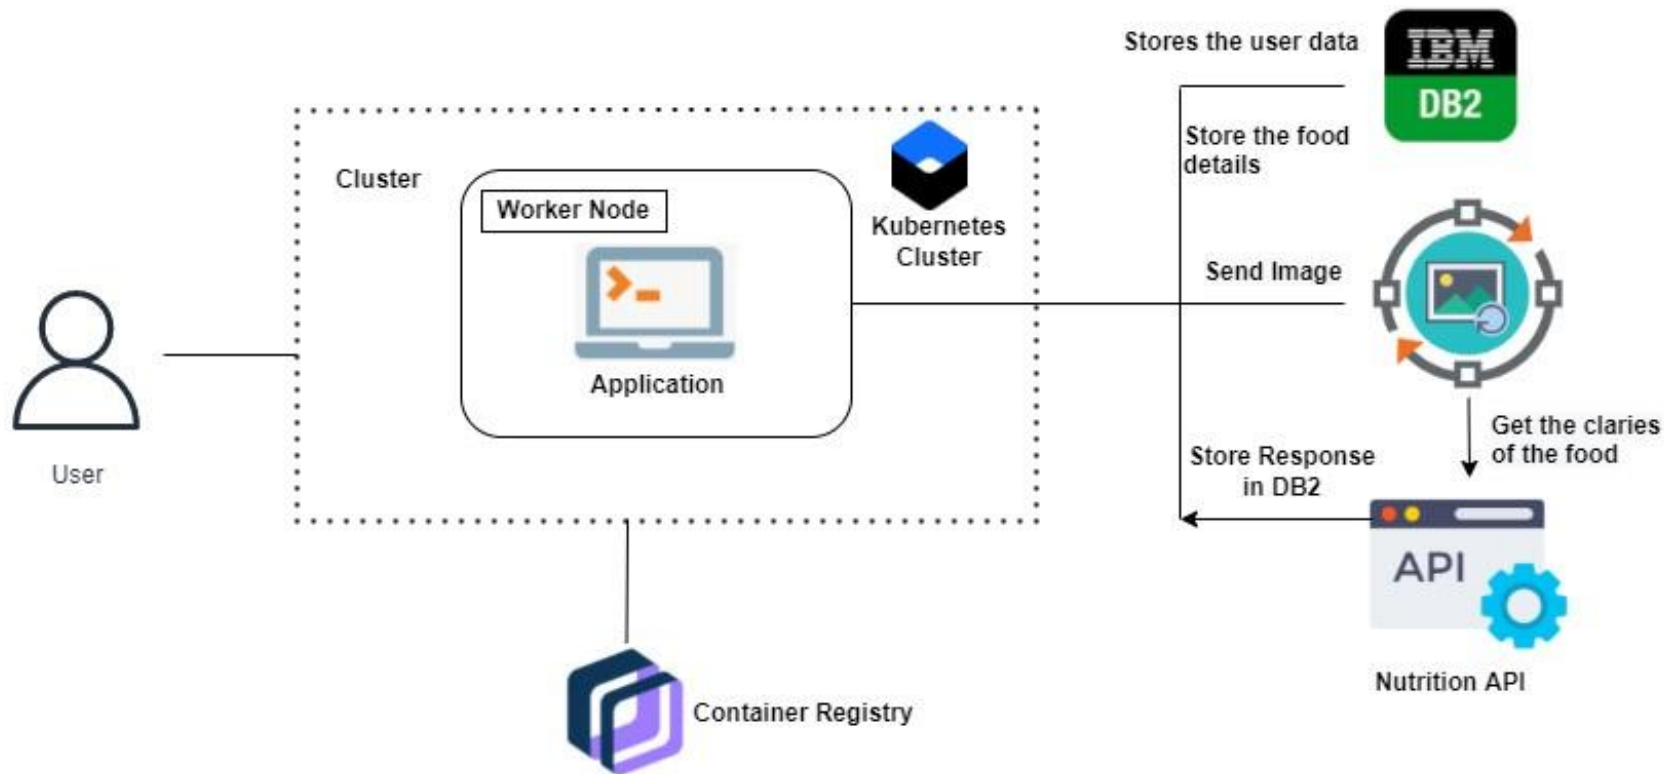 Stores the user data
IBM
DB2
Store the food
details
Cluster
Worker Node
Kubernetes
Cluster
Send Image
Application
User
Get the claries
of the food
Store Response
in DB2
API
Nutrition API
Container Registry